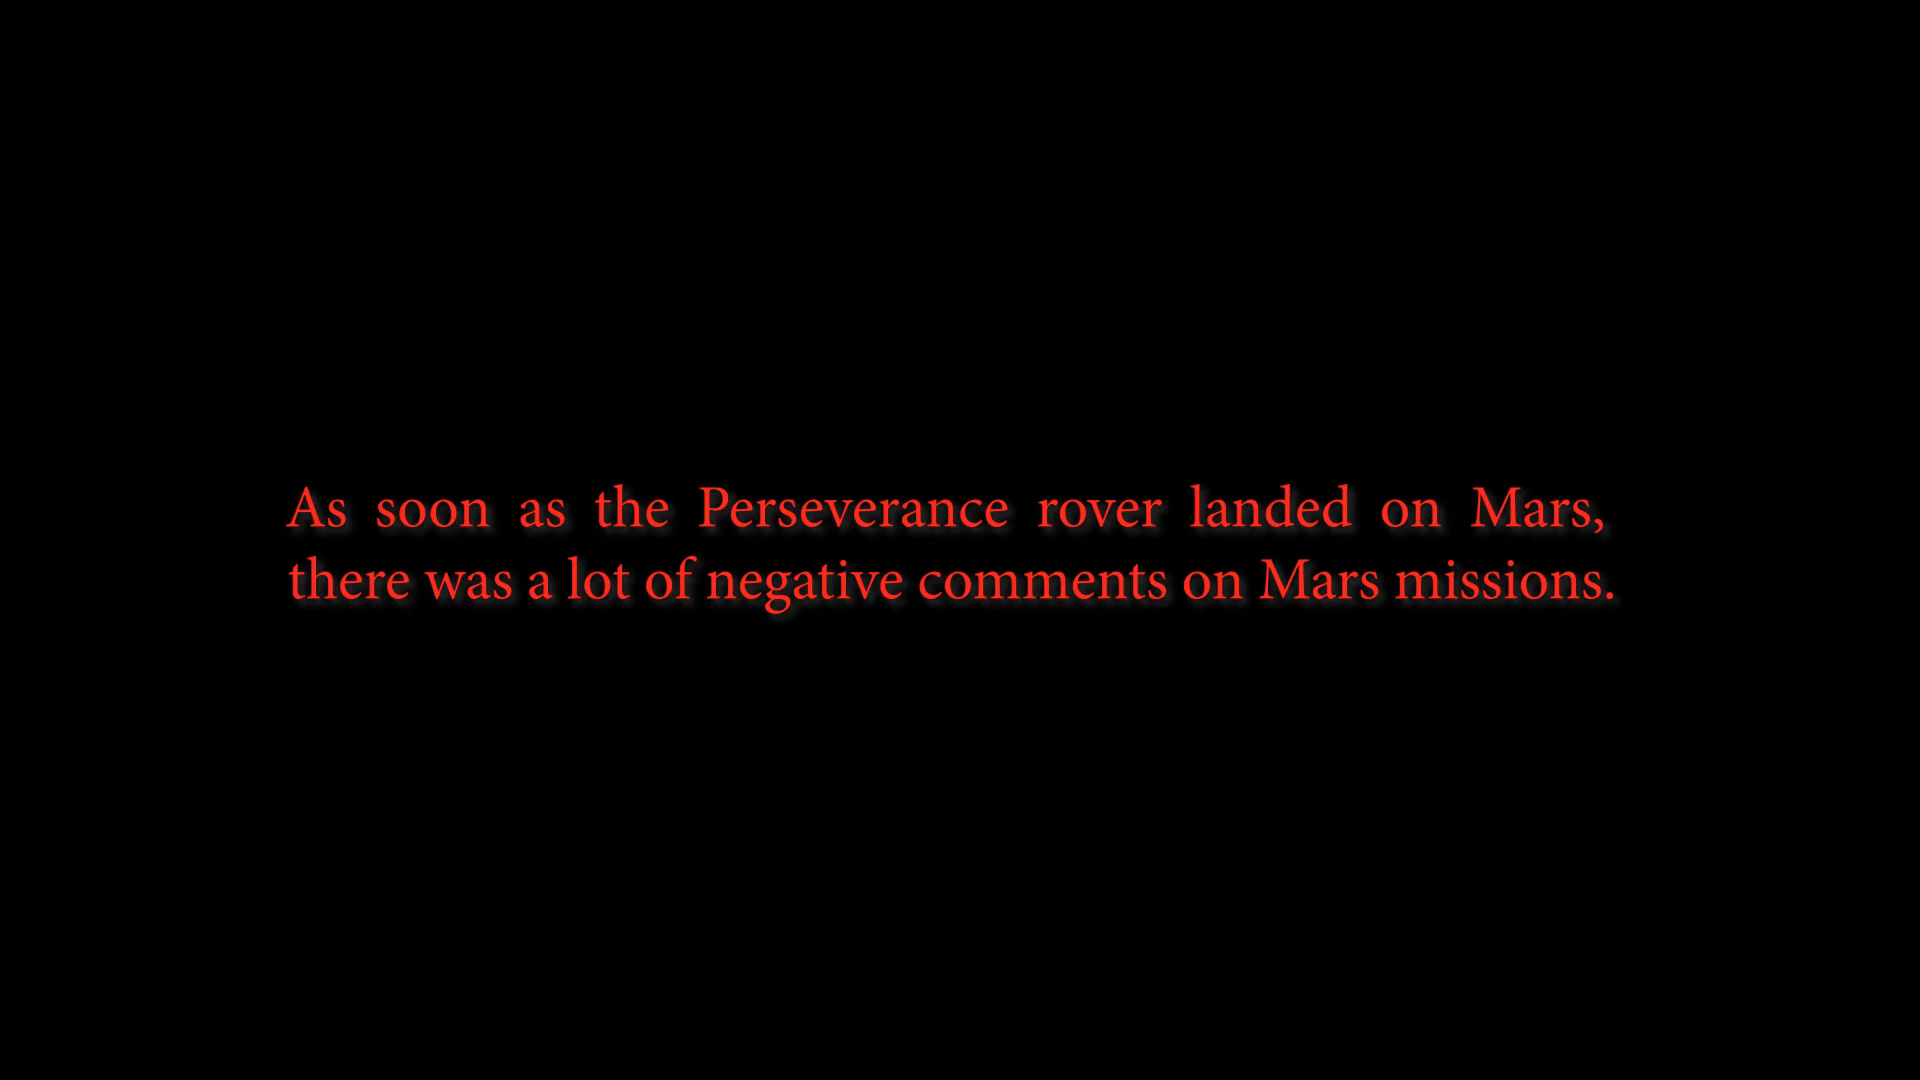 As soon as the Perseverance rover landed on Mars,
there was a lot of negative comments on Mars missions.